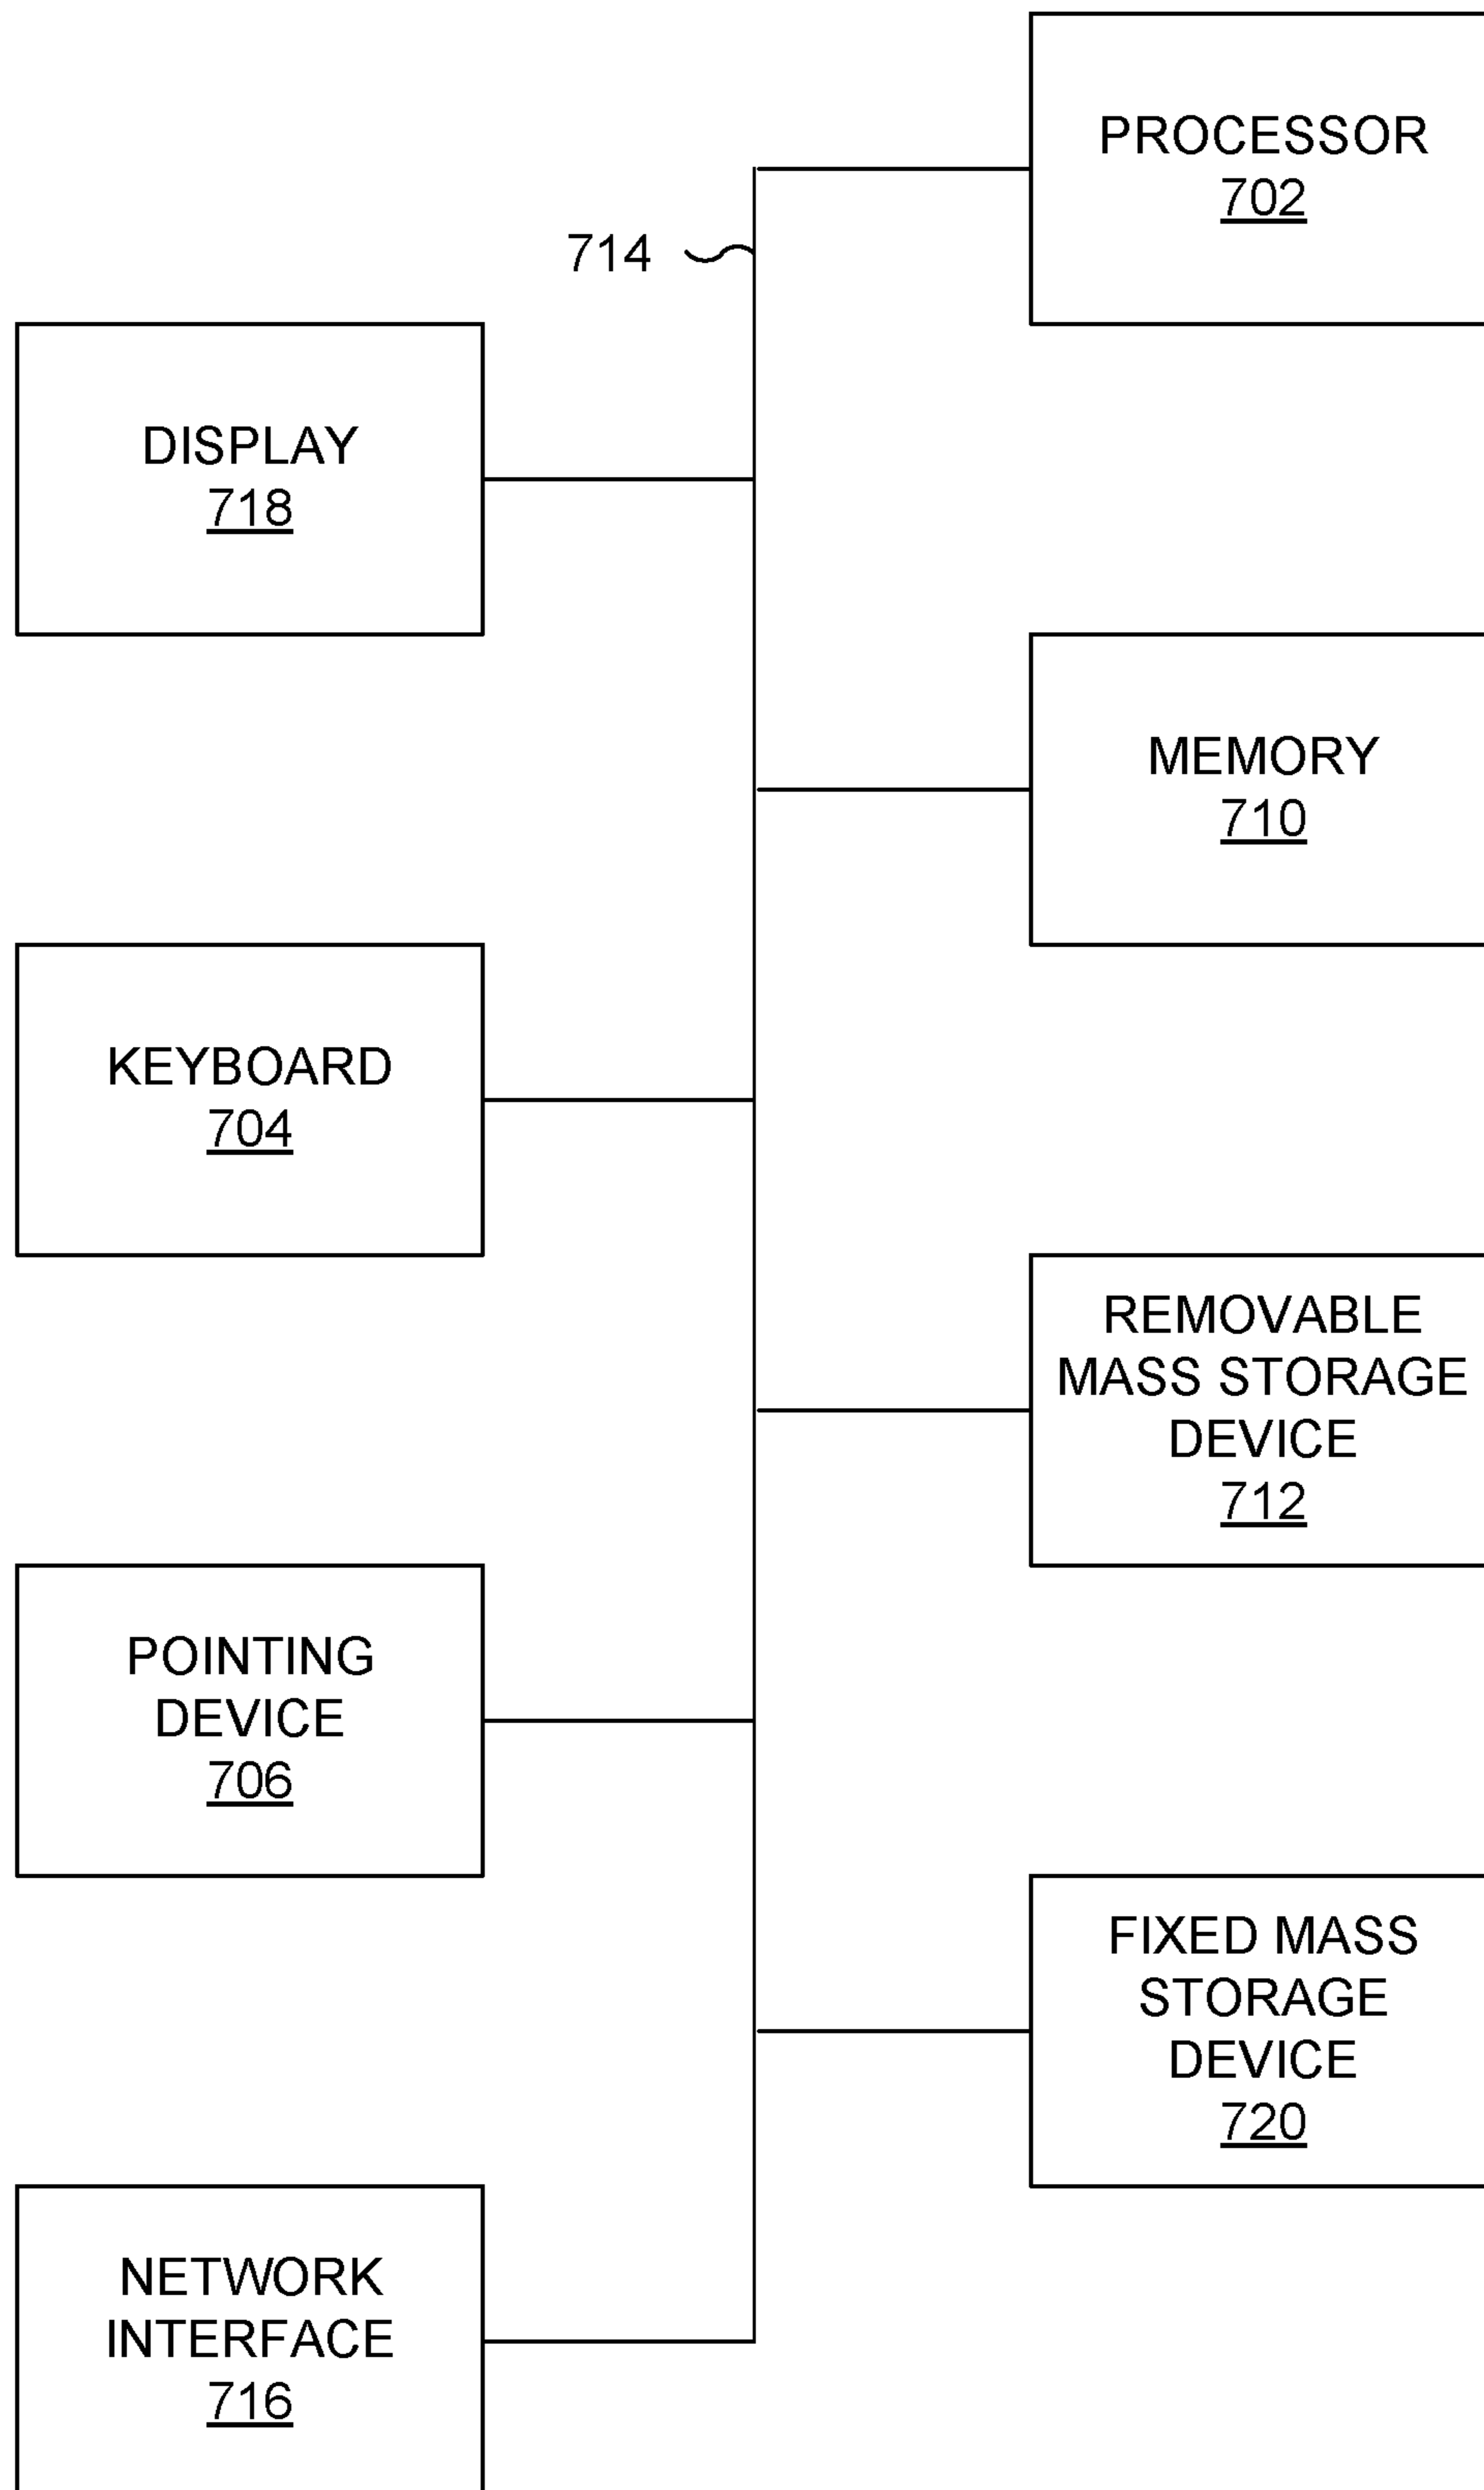 PROCESSOR
702
714
DISPLAY
718
MEMORY
710
KEYBOARD
704
REMOVABLE
MASS STORAGE
DEVICE
712
POINTING
DEVICE
706
FIXED MASS
STORAGE
DEVICE
720
NETWORK
INTERFACE
716